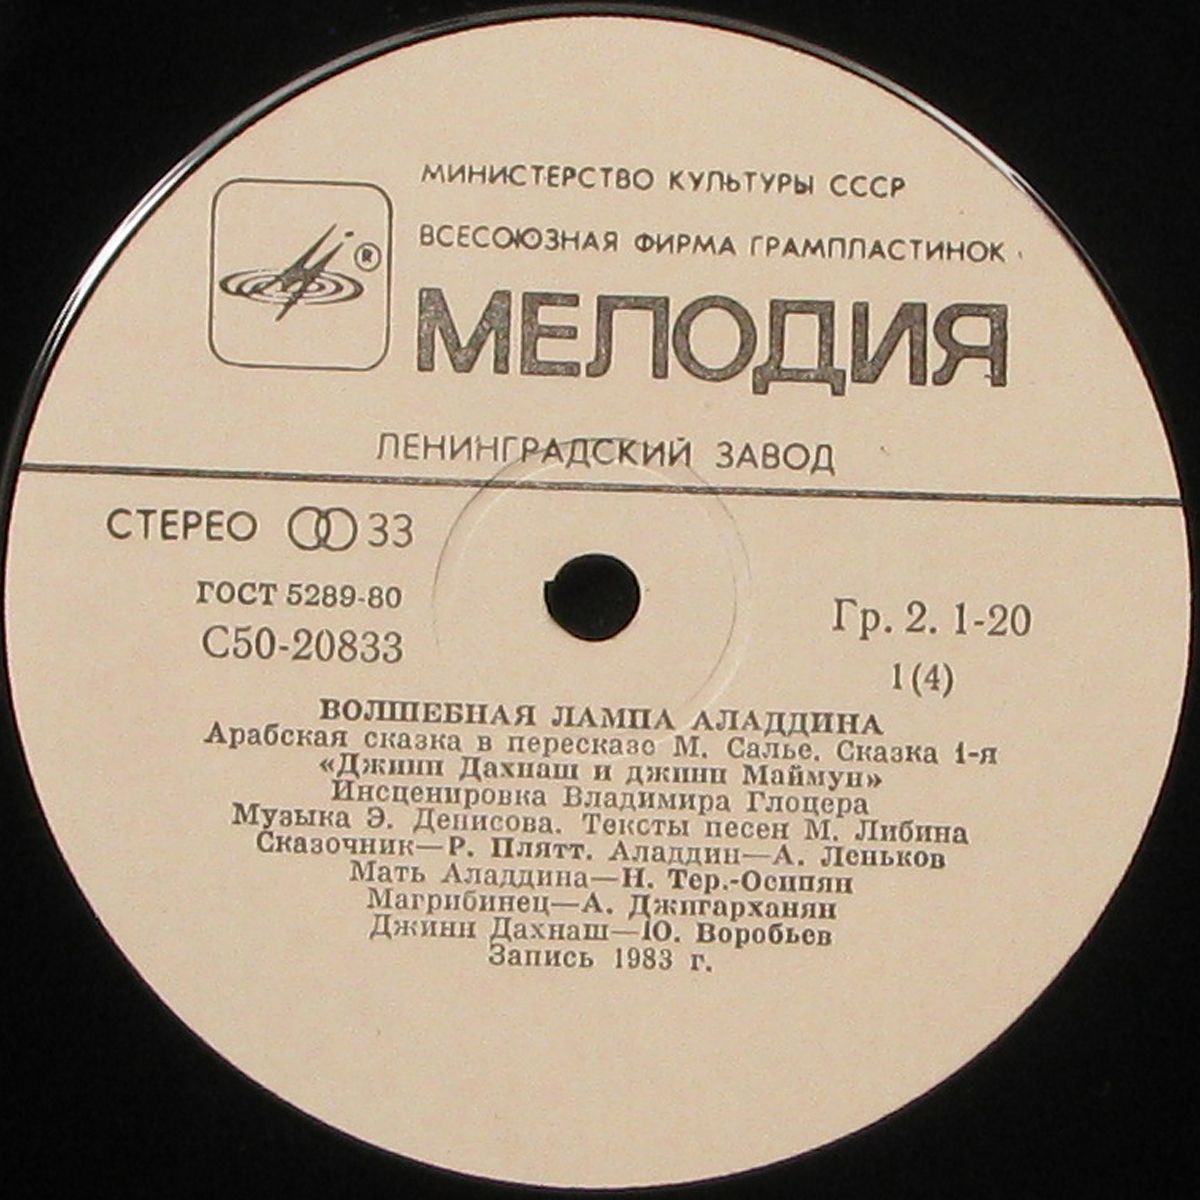 МИНИСТЕРСТВО КУЛЬТУРЫ СССР
ВСЕСОЮЗНАЯ ФИРМА ГРАМПЛАСТИНОК
®
МЕЛОДИЯ
ЛЕНИНГРАДСКИЙ ЗАВОД
СТЕРЕО 33
ГОСТ 5289-80
С50-20833
Гр. 2. 1-20
1 (4)
ВОЛШЕБНАЯ ЛАМПА АЛАДДИНА
Арабская сказка в пересказе М. Салье. Сказка 1-я
«Джинн Дахнаш и джинн Маймун»
Инсценировка Владимира Глоцера
Музыка Э. Денисова. Тексты песен М. Либина
Сказочник—Р. Плятт. Аладдин—А. Леньков
Мать Аладдина—Н. Тер.-Осипян
Магрибинец—А. Джигарханян
Джинн Дахнаш—Ю. Воробьев
Запись 1983 г.